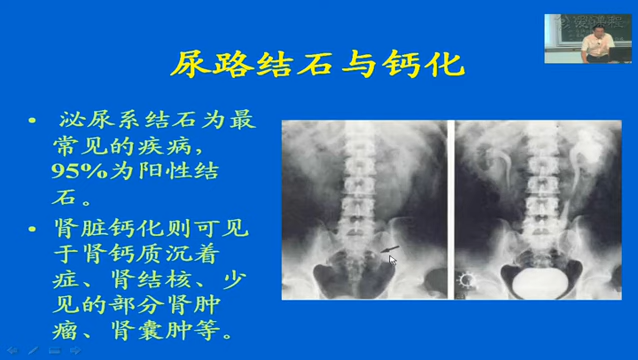 尿路结石与钙化
• 泌尿系结石为最
常见的疾病,
95%为阳性结
石。
• 肾脏钙化则可见
于肾钙质沉着
症、肾结核、少
见的部分肾肿
瘤、肾囊肿等。